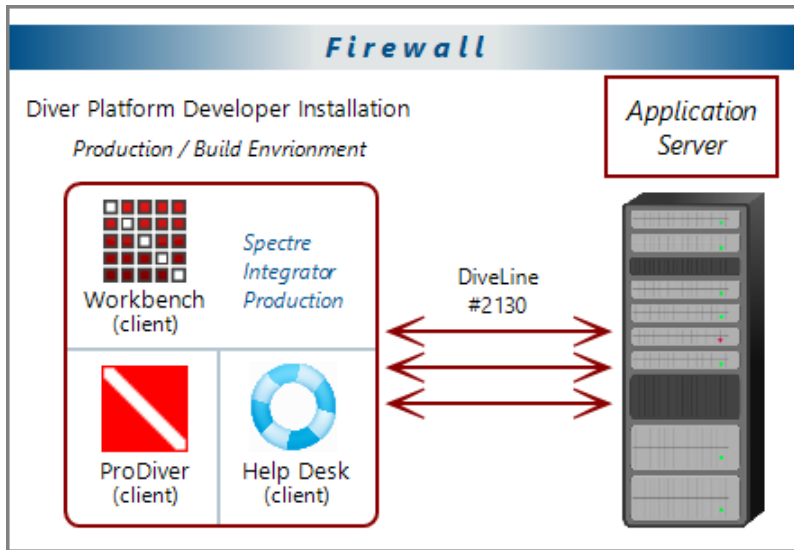 Firewall
Diver Platform Developer Installation
Production / Build Envrionment
Application
Server
Workbench
(client)
Spectre
Integrator
Production
DiveLine
#2130
ProDiver
(client)
Help Desk
(client)